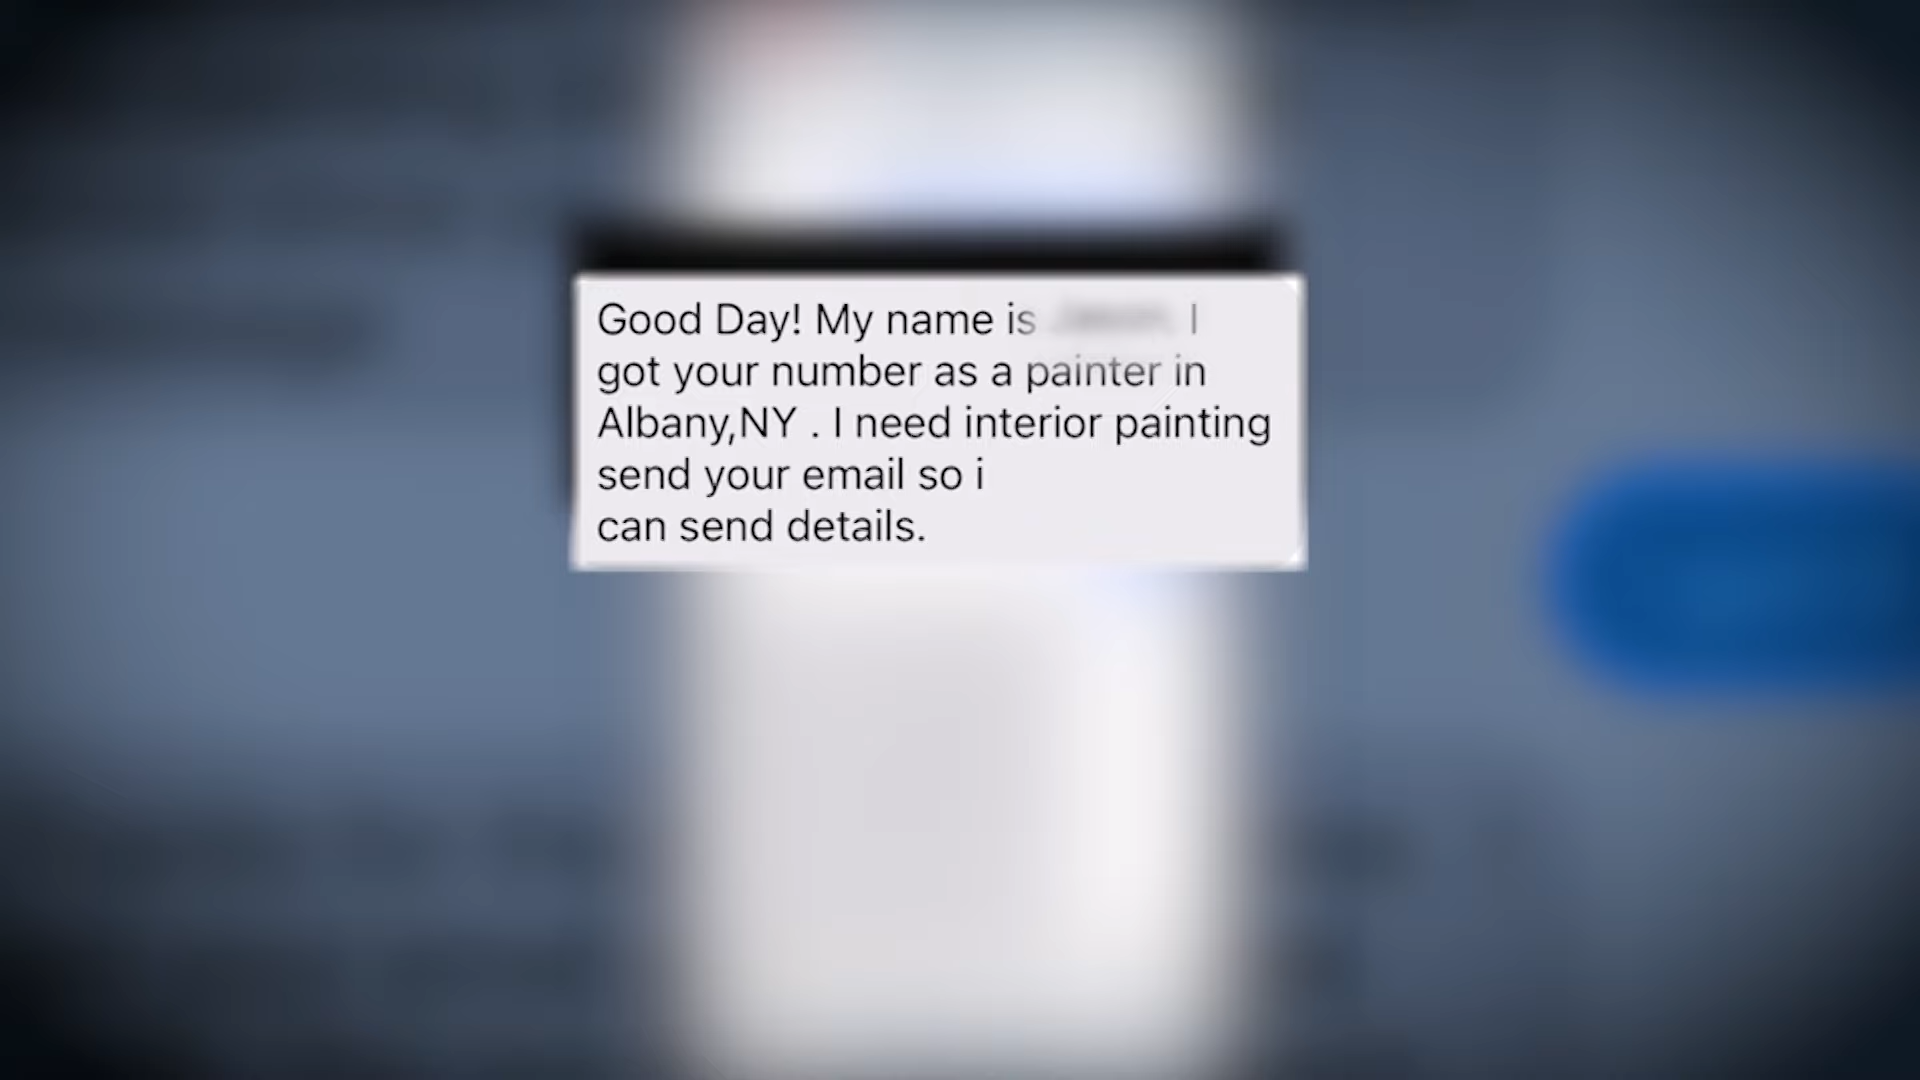 Good Day! My name is I
got your number as a painter in
Albany,NY . I need interior painting
send your email so i
can send details.